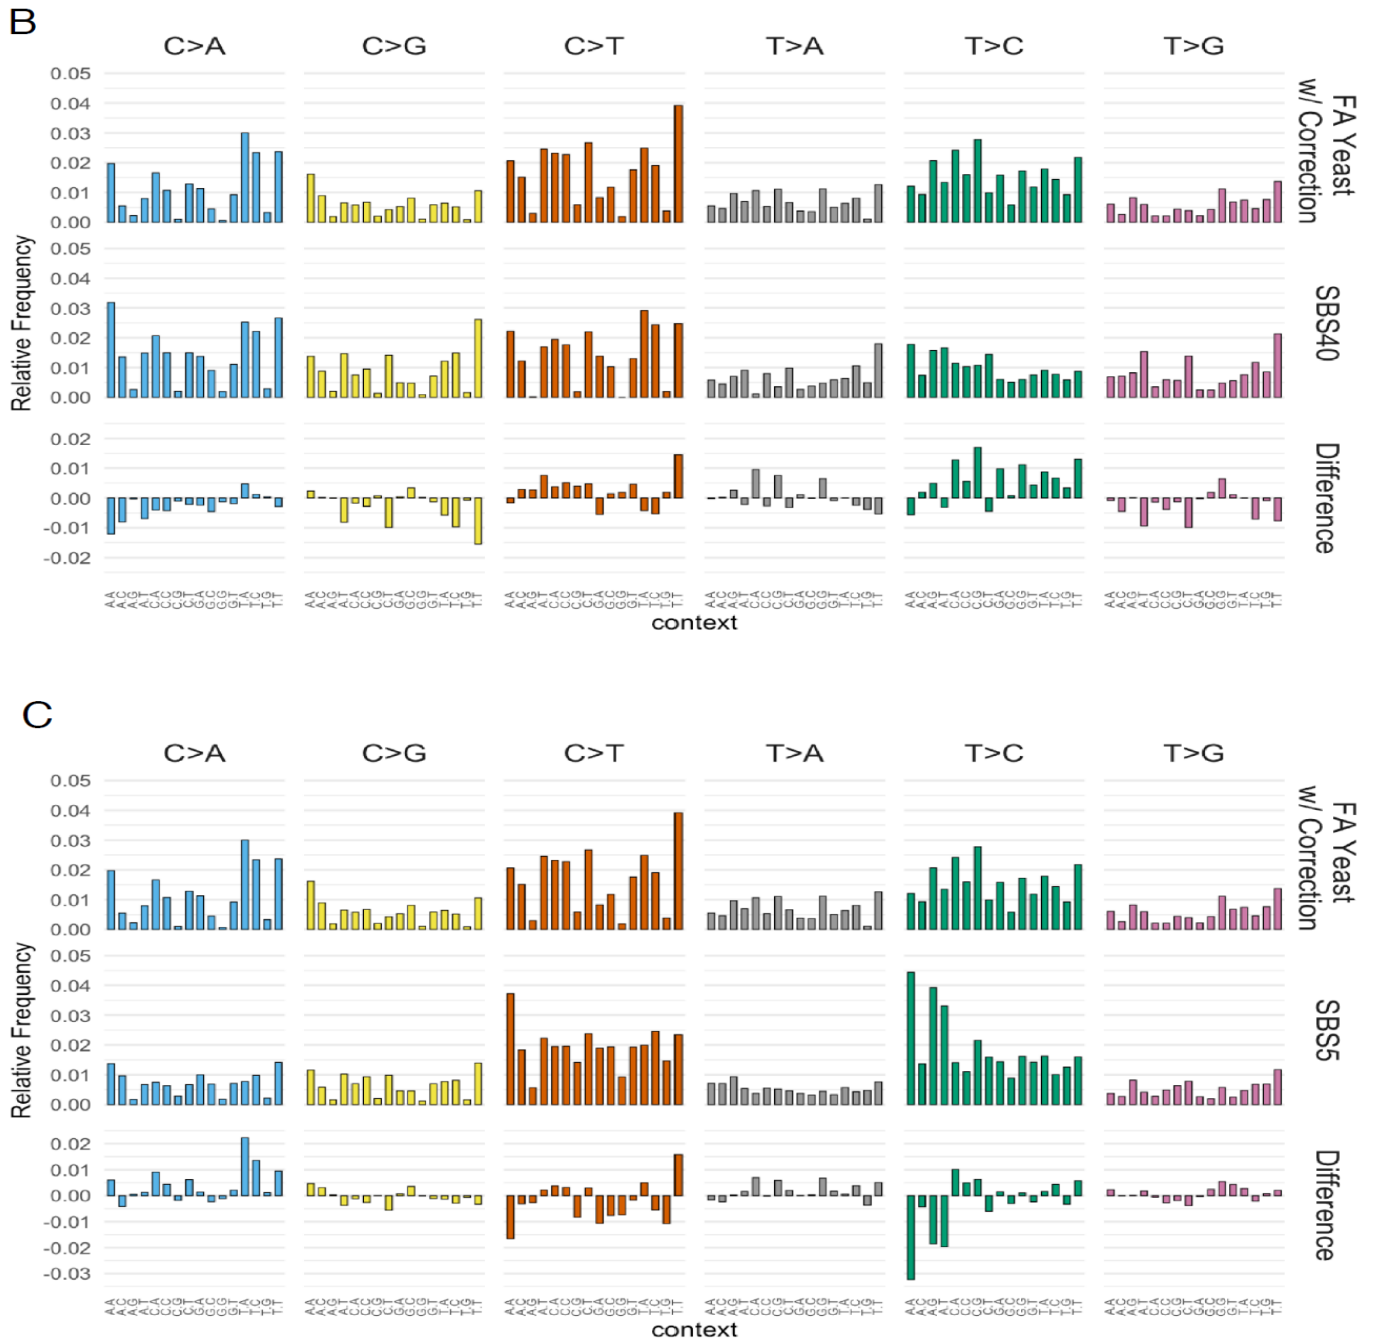 B
C>A C>G C>T T>A T>C T>G
0.05
0.04
0.03
0.02
0.01
0.00
FA Yeast
w/ Correction
0.05
0.04
0.03
0.02
0.01
0.00
SBS40
0.02
0.01
0.00
-0.01
-0.02
Difference
Relative Frequency
A.A A.C A.G A.T C.A C.C C.G C.T G.A G.C G.G G.T T.A T.C T.G T.T A.A A.C A.G A.T C.A C.C C.G C.T G.A G.C G.G G.T T.A T.C T.G T.T A.A A.C A.G A.T C.A C.C C.G C.T G.A G.C G.G G.T T.A T.C T.G T.T A.A A.C A.G A.T C.A C.C C.G C.T G.A G.C G.G G.T T.A T.C T.G T.T A.A A.C A.G A.T C.A C.C C.G C.T G.A G.C G.G G.T T.A T.C T.G T.T A.A A.C A.G A.T C.A C.C C.G C.T G.A G.C G.G G.T T.A T.C T.G T.T
context
C
C>A C>G C>T T>A T>C T>G
0.05
0.04
0.03
0.02
0.01
0.00
FA Yeast
w/ Correction
0.05
0.04
0.03
0.02
0.01
0.00
SBS5
0.02
0.01
0.00
-0.01
-0.02
-0.03
Difference
Relative Frequency
A.A A.C A.G A.T C.A C.C C.G C.T G.A G.C G.G G.T T.A T.C T.G T.T A.A A.C A.G A.T C.A C.C C.G C.T G.A G.C G.G G.T T.A T.C T.G T.T A.A A.C A.G A.T C.A C.C C.G C.T G.A G.C G.G G.T T.A T.C T.G T.T A.A A.C A.G A.T C.A C.C C.G C.T G.A G.C G.G G.T T.A T.C T.G T.T A.A A.C A.G A.T C.A C.C C.G C.T G.A G.C G.G G.T T.A T.C T.G T.T A.A A.C A.G A.T C.A C.C C.G C.T G.A G.C G.G G.T T.A T.C T.G T.T
context